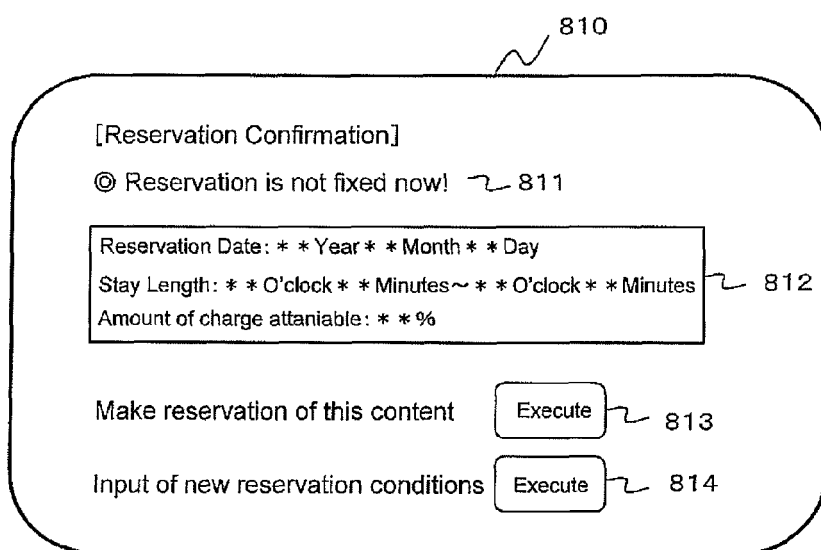 810
[Reservation Confirmation]
◎ Reservation is not fixed now! 811
Reservation Date: * * Year * * Month * * Day
Stay Length: * * O'clock * * Minutes~ * * O'clock * * Minutes
812
Amount of charge attaniable: * * %
Make reservation of this content Execute 813
Input of new reservation conditions Execute 814